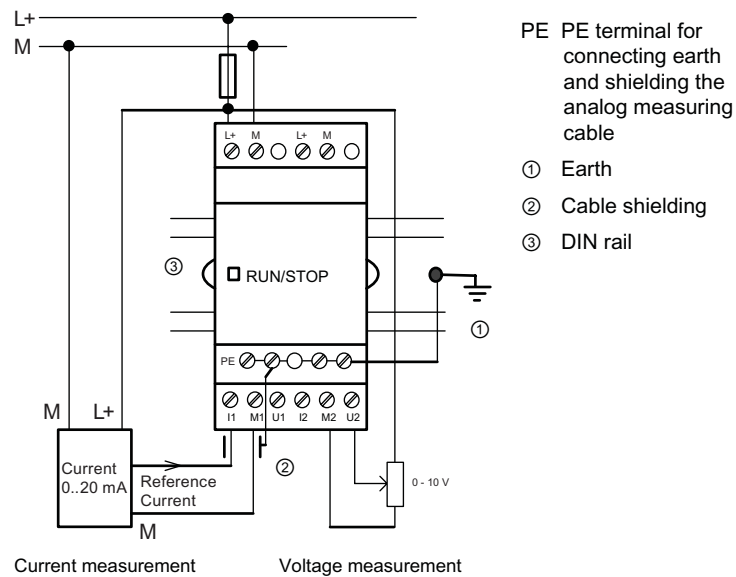 L+
M
PE PE terminal for
connecting earth
and shielding the
analog measuring
cable
① Earth
② Cable shielding
③ DIN rail
L+ M L+ M
③
RUN/STOP
①
PE
I1 M1 U1 I2 M2 U2
M L+
②
Current
0..20 mA
Reference
Current
0 - 10 V
M
Current measurement
Voltage measurement